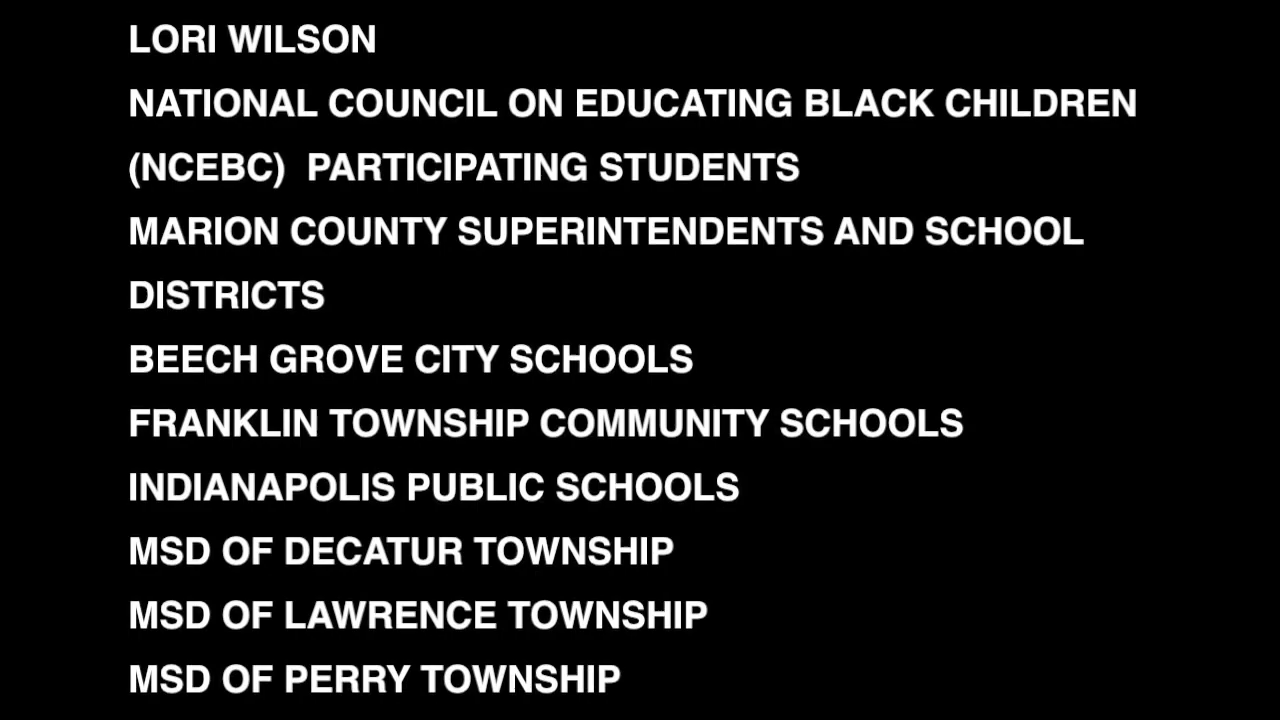 LORI WILSON
NATIONAL COUNCIL ON EDUCATING BLACK CHILDREN
(NCEBC)  PARTICIPATING STUDENTS
MARION COUNTY SUPERINTENDENTS AND SCHOOL
DISTRICTS
BEECH GROVE CITY SCHOOLS
FRANKLIN TOWNSHIP COMMUNITY SCHOOLS
INDIANAPOLIS PUBLIC SCHOOLS
MSD OF DECATUR TOWNSHIP
MSD OF LAWRENCE TOWNSHIP
MSD OF PERRY TOWNSHIP